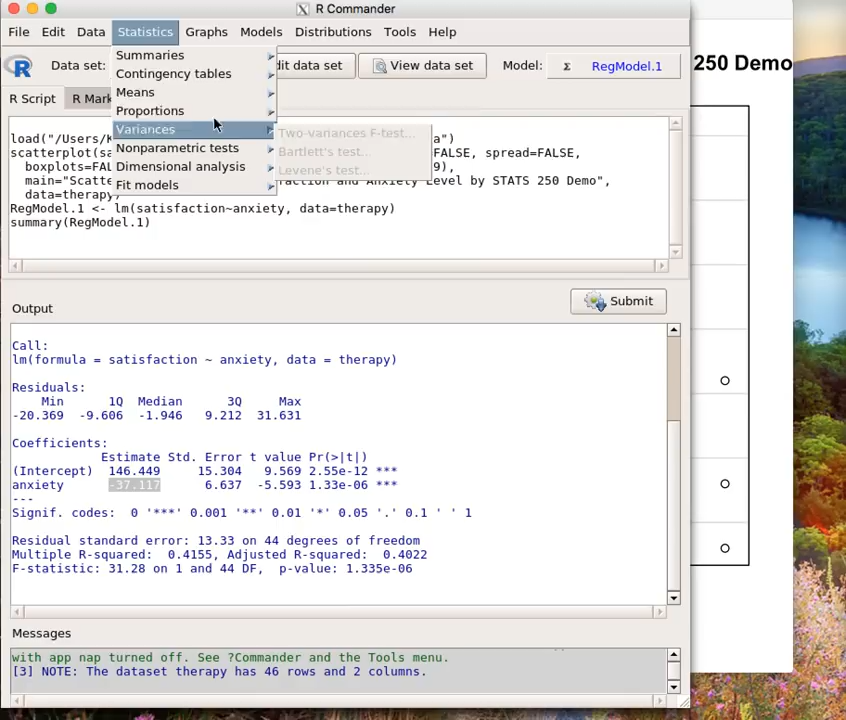 R Commander
File Edit Data Statistics Graphs Models Distributions Tools Help
Summaries
Contingency tables
Means
Proportions
Variances
Nonparametric tests
Dimensional analysis
Fit models
Two-variances F-test...
Bartlett's test...
Levene's test...
Data set: dit data set View data set Model: Σ RegModel.1
250 Demo
R Script R Mark
load("/Users/K a")
scatterplot(sa =FALSE, spread=FALSE,
boxplots=FAL 9),
main="Scatte faction and Anxiety Level by STATS 250 Demo",
data=therapy)
RegModel.1 <- lm(satisfaction~anxiety, data=therapy)
summary(RegModel.1)
Output
Submit
Call:
lm(formula = satisfaction ~ anxiety, data = therapy)
Residuals:
Min 1Q Median 3Q Max
-20.369 -9.606 -1.946 9.212 31.631
Coefficients:
Estimate Std. Error t value Pr(>|t|)
(Intercept) 146.449 15.304 9.569 2.55e-12 ***
anxiety -37.117 6.637 -5.593 1.33e-06 ***
---
Signif. codes: 0 '***' 0.001 '**' 0.01 '*' 0.05 '.' 0.1 ' ' 1
Residual standard error: 13.33 on 44 degrees of freedom
Multiple R-squared: 0.4155, Adjusted R-squared: 0.4022
F-statistic: 31.28 on 1 and 44 DF, p-value: 1.335e-06
Messages
with app nap turned off. See ?Commander and the Tools menu.
[3] NOTE: The dataset therapy has 46 rows and 2 columns.